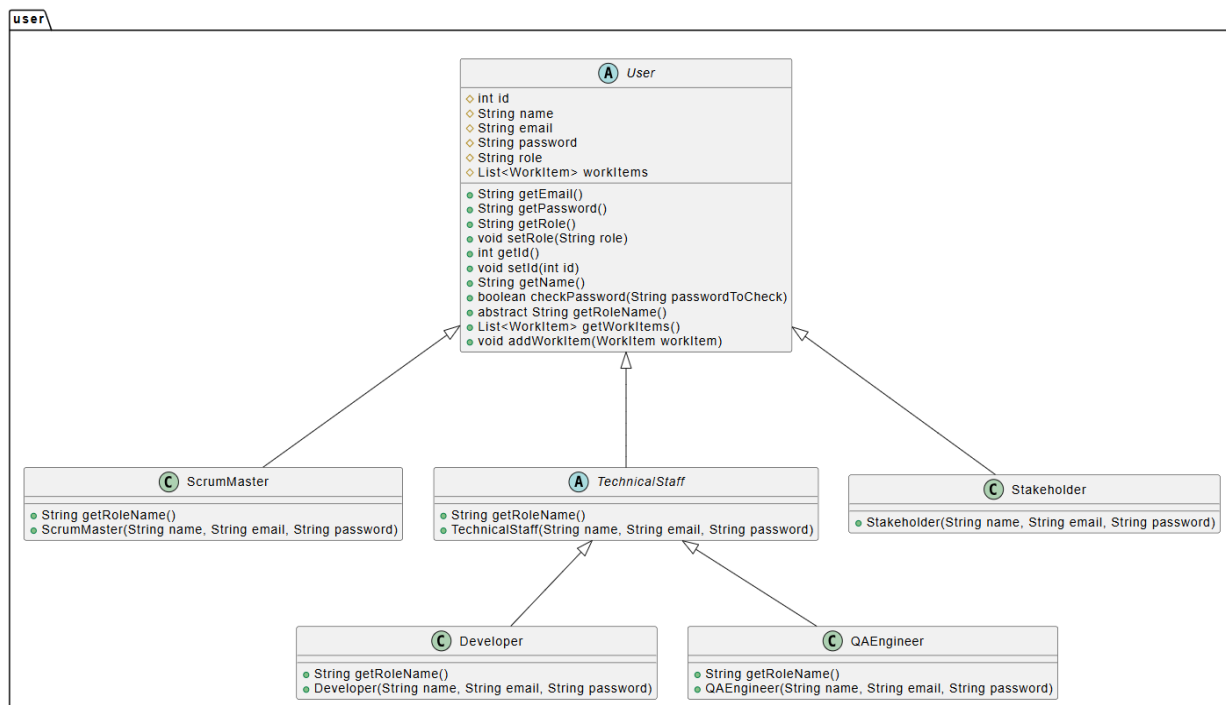 user
A User
int id
String name
String email
String password
String role
List<WorkItem> workItems
String getEmail()
String getPassword()
String getRole()
void setRole(String role)
int getId()
void setId(int id)
String getName()
boolean checkPassword(String passwordToCheck)
abstract String getRoleName()
List<WorkItem> getWorkItems()
void addWorkItem(WorkItem workItem)
C ScrumMaster
String getRoleName()
ScrumMaster(String name, String email, String password)
A TechnicalStaff
String getRoleName()
TechnicalStaff(String name, String email, String password)
C Stakeholder
Stakeholder(String name, String email, String password)
C Developer
String getRoleName()
Developer(String name, String email, String password)
C QAEngineer
String getRoleName()
QAEngineer(String name, String email, String password)